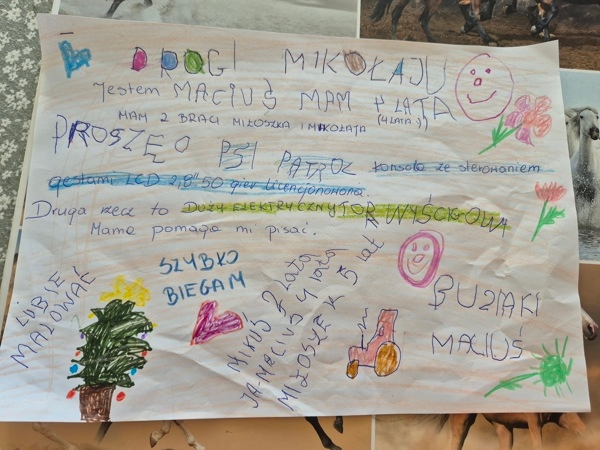 DROGI MIKOŁAJU
Jestem MACIUŚ MAM 4 LATA
(4 LATA :))
MAM 2 BRACI MIŁOSZKA I MIKOŁAJA
PROSZĘ O PSI PATROL konsola ze sterowaniem
gestami LCD 2,8" 50 gier licencjonowana.
Druga rzecz to DUŻY ELEKTRYCZNY TOR WYŚCIGOWA
Mama pomaga mi pisać.
LUBIĘ
MALOWAĆ
SZYBKO
BIEGAM
MIKUŚ 2 lata
JA-MACIUŚ 4 lata
MIŁOSZEK 5 lat
BUZIAKI
MACIUŚ